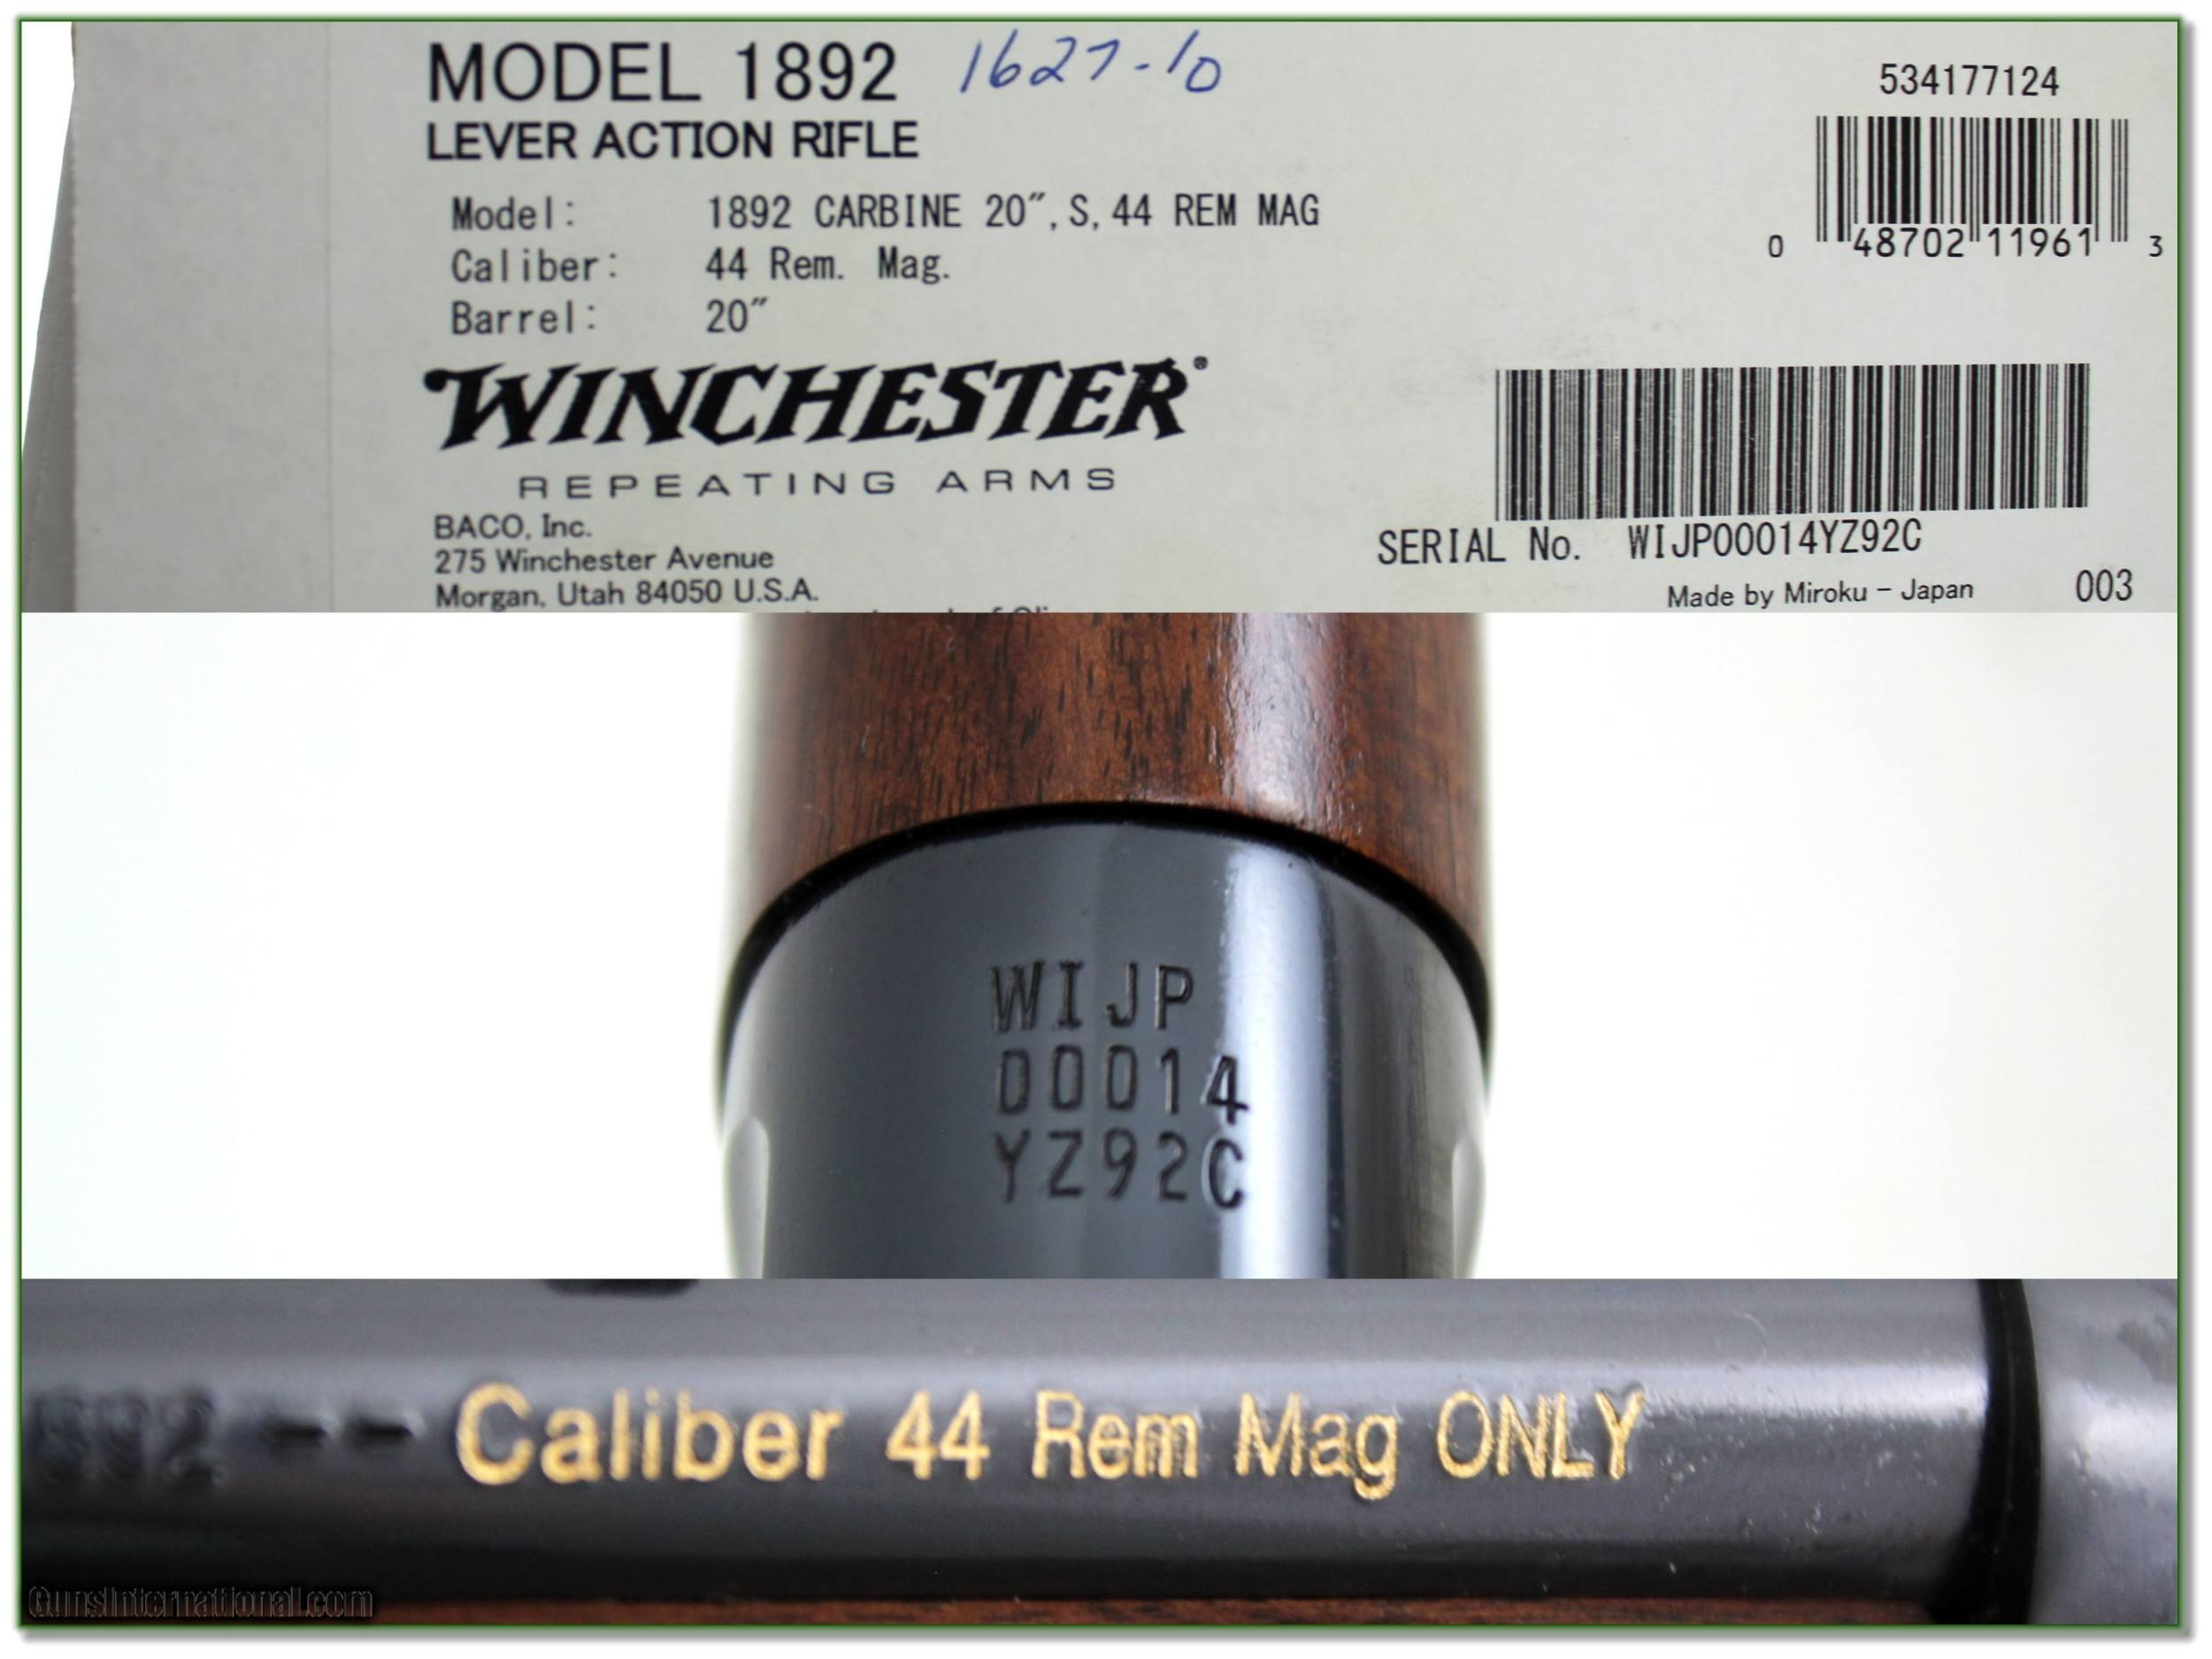 MODEL 1892 1627-10
LEVER ACTION RIFLE
Model: 1892 CARBINE 20", S, 44 REM MAG
Caliber: 44 Rem. Mag.
Barrel: 20"
WINCHESTER®
REPEATING ARMS
BACO, Inc.
275 Winchester Avenue
Morgan, Utah 84050 U.S.A.
534177124
0 48702 11961 3
SERIAL No. WIJP00014YZ92C
Made by Miroku - Japan 003
WIJP
00014
YZ92C
892 -- Caliber 44 Rem Mag ONLY
GunsInternational.com